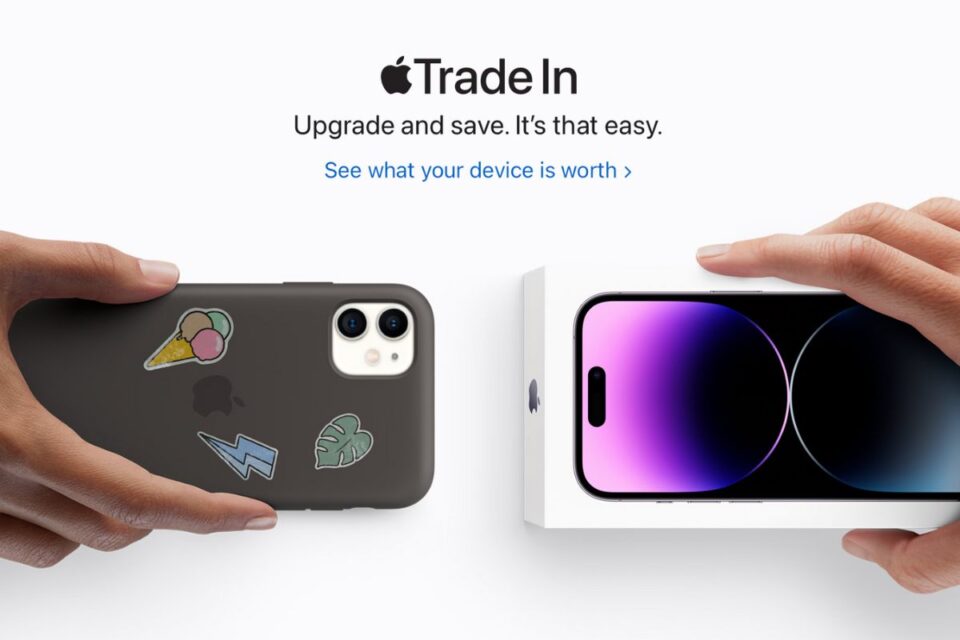 Trade In
Upgrade and save. It’s that easy.
See what your device is worth ›